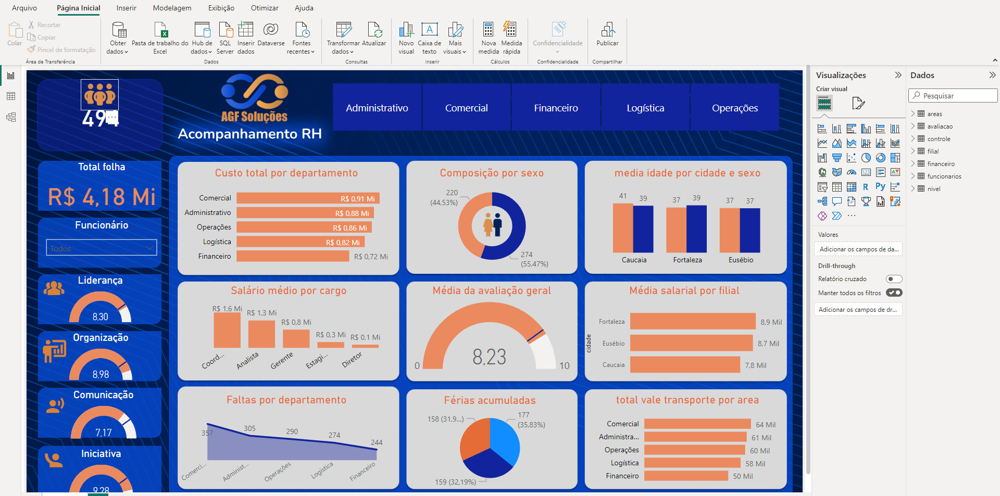 Arquivo
Página Inicial
Inserir
Modelagem
Exibição
Otimizar
Ajuda
Colar
Recortar
Copiar
Pincel de formatação
Área de Transferência
Obter dados
Pasta de trabalho do Excel
Hub de dados
SQL Server
Inserir dados
Dataverse
Fontes recentes
Dados
Transformar dados
Atualizar
Consultas
Novo visual
Caixa de texto
Mais visuais
Inserir
Nova medida
Medida rápida
Cálculos
Confidencialidade
Confidencialidade
Publicar
Compartilhar
494
AGF Soluções
Acompanhamento RH
Administrativo
Comercial
Financeiro
Logística
Operações
Total folha
R$ 4,18 Mi
Funcionário
Todos
Liderança
8,30
Organização
8,98
Comunicação
7,17
Iniciativa
9,28
Custo total por departamento
Comercial
R$ 0,91 Mi
Administrativo
R$ 0,88 Mi
Operações
R$ 0,86 Mi
Logística
R$ 0,82 Mi
Financeiro
R$ 0,72 Mi
Composição por sexo
220
(44,53%)
274
(55,47%)
media idade por cidade e sexo
41
39
37
39
37
37
Caucaia
Fortaleza
Eusébio
Salário médio por cargo
R$ 1,6 Mi
R$ 1,3 Mi
R$ 0,8 Mi
R$ 0,3 Mi
R$ 0,1 Mi
Coord...
Analista
Gerente
Estagi...
Diretor
Média da avaliação geral
8,23
0
10
Média salarial por filial
cidade
Fortaleza
8,9 Mil
Eusébio
8,7 Mil
Caucaia
7,8 Mil
Faltas por departamento
357
305
290
274
244
Comerci...
Administ...
Operações
Logística
Financeiro
Férias acumuladas
158 (31,9...)
177
(35,83%)
159 (32,19%)
total vale transporte por area
Comercial
64 Mil
Administra...
61 Mil
Operações
60 Mil
Logística
58 Mil
Financeiro
50 Mil
Visualizações
Criar visual
123
R
Py
Valores
Adicionar os campos de da...
Drill-through
Relatório cruzado
Manter todos os filtros
Adicionar os campos de dr...
Dados
Pesquisar
areas
avaliacao
controle
filial
financeiro
funcionarios
nivel